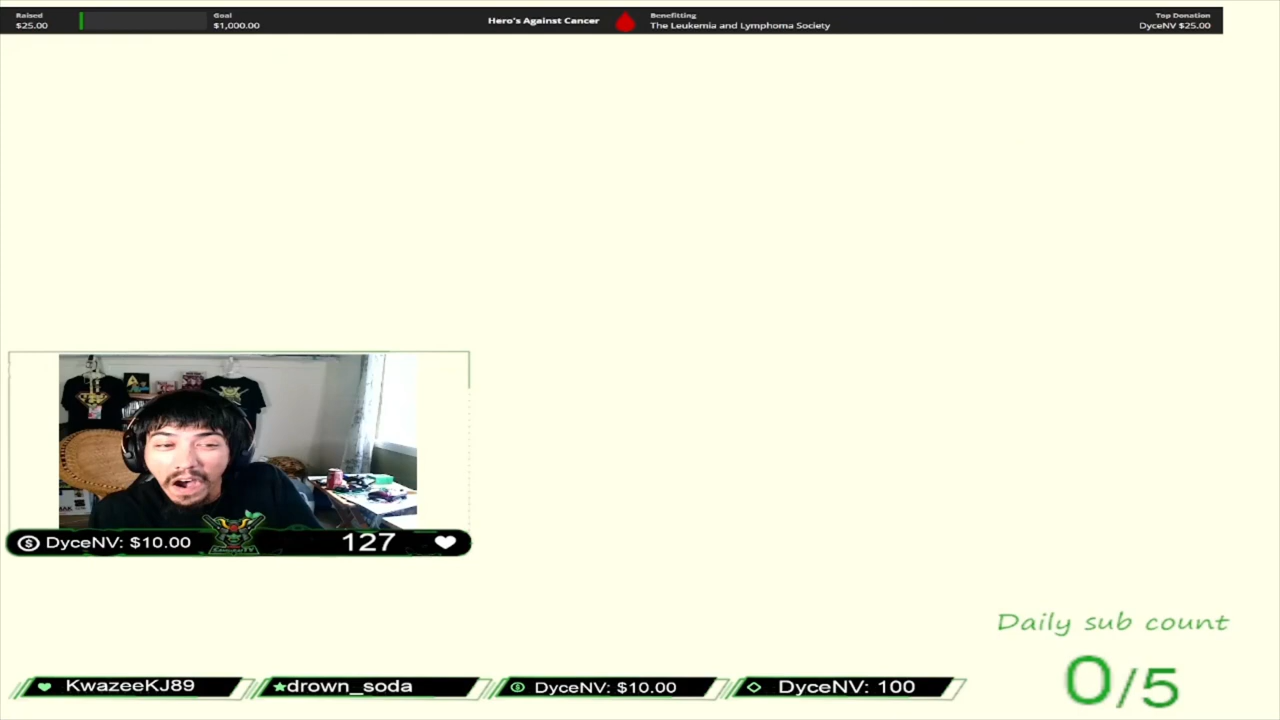 Raised
$25.00
Goal
$1,000.00
Hero's Against Cancer
Benefitting
The Leukemia and Lymphoma Society
Top Donation
DyceNV $25.00
DyceNV: $10.00
127
Daily sub count
0/5
KwazeeKJ89
drown_soda
DyceNV: $10.00
DyceNV: 100